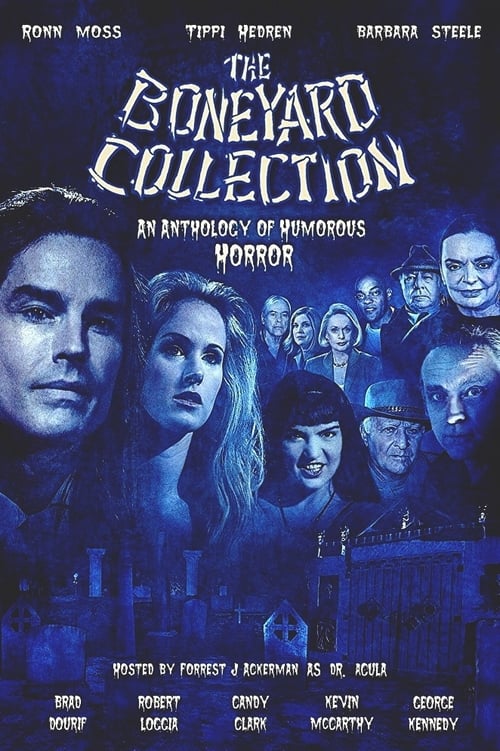 RONN MOSS TIPPI HEDREN BARBARA STEELE
THE
BONEYARD
COLLECTION
AN ANTHOLOGY OF HUMOROUS
HORROR
HOSTED BY FORREST J ACKERMAN AS DR. ACULA
BRAD DOURIF ROBERT LOGGIA CANDY CLARK KEVIN MCCARTHY GEORGE KENNEDY